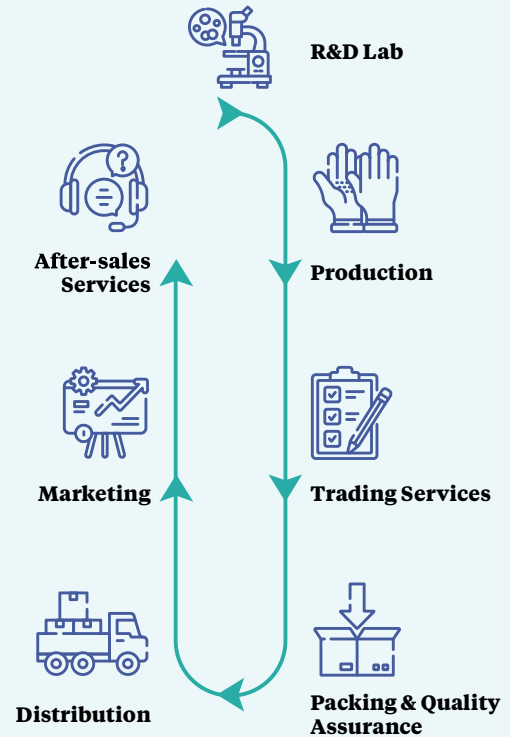 R&D Lab
Production
Trading Services
Packing & Quality
Assurance
Distribution
Marketing
After-sales
Services